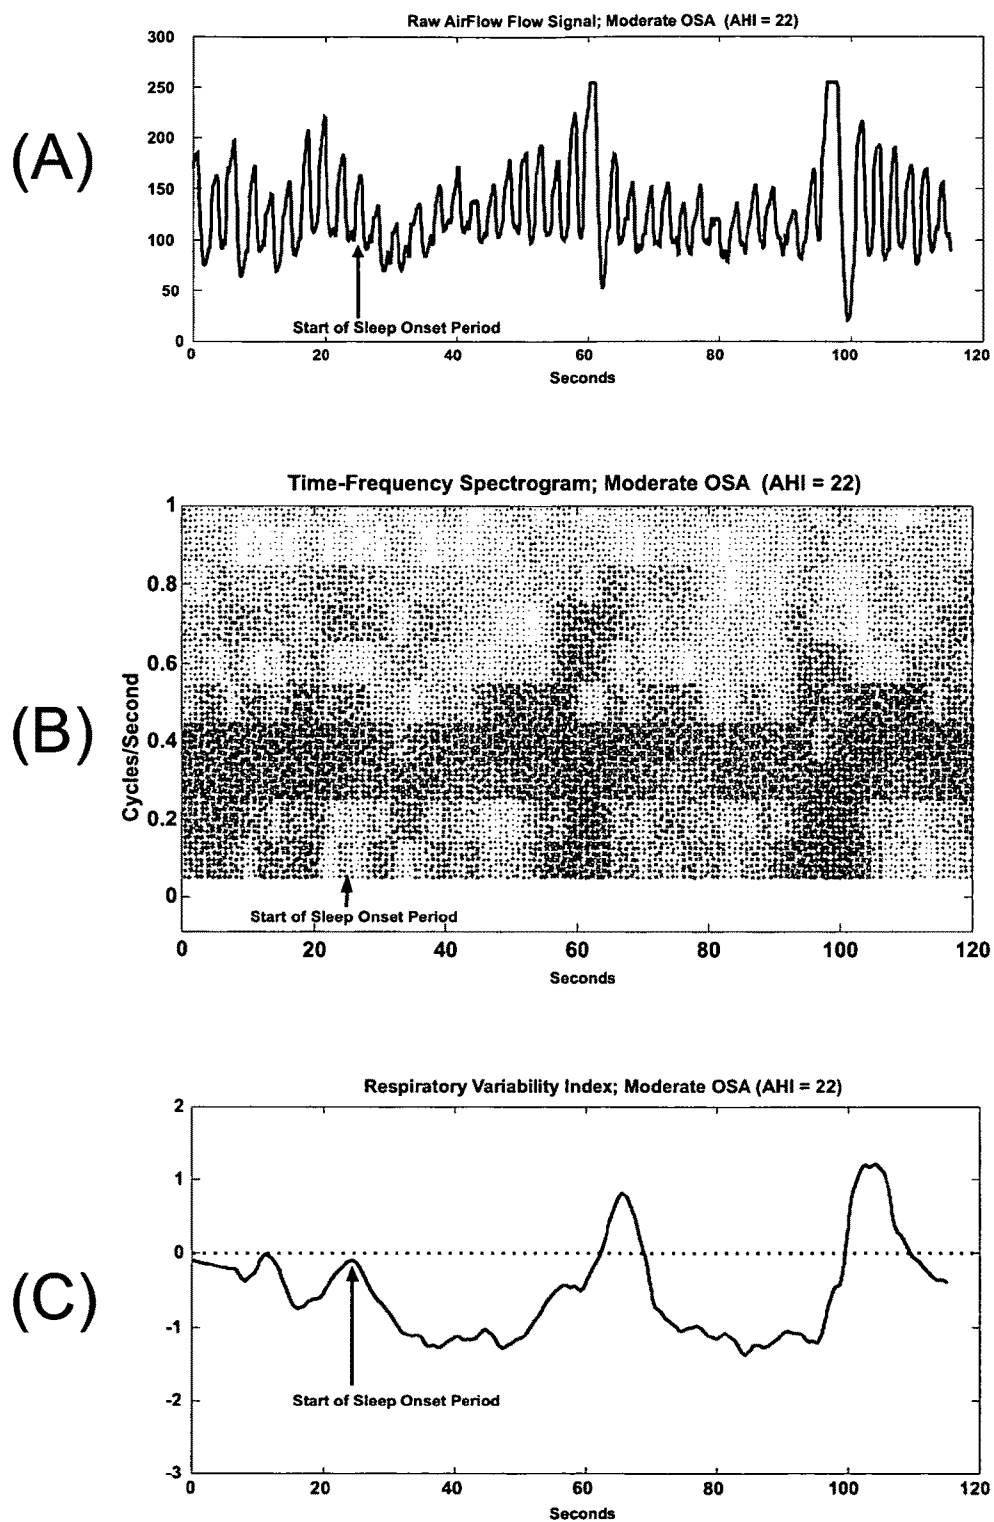 (A)
Raw AirFlow Flow Signal; Moderate OSA (AHI = 22)
300
250
200
150
100
50
0
Start of Sleep Onset Period
0 20 40 60 80 100 120
Seconds
(B)
Time-Frequency Spectrogram; Moderate OSA (AHI = 22)
Cycles/Second
1
0.8
0.6
0.4
0.2
0
Start of Sleep Onset Period
0 20 40 60 80 100 120
Seconds
(C)
Respiratory Variability Index; Moderate OSA (AHI = 22)
2
1
0
-1
-2
-3
Start of Sleep Onset Period
0 20 40 60 80 100 120
Seconds